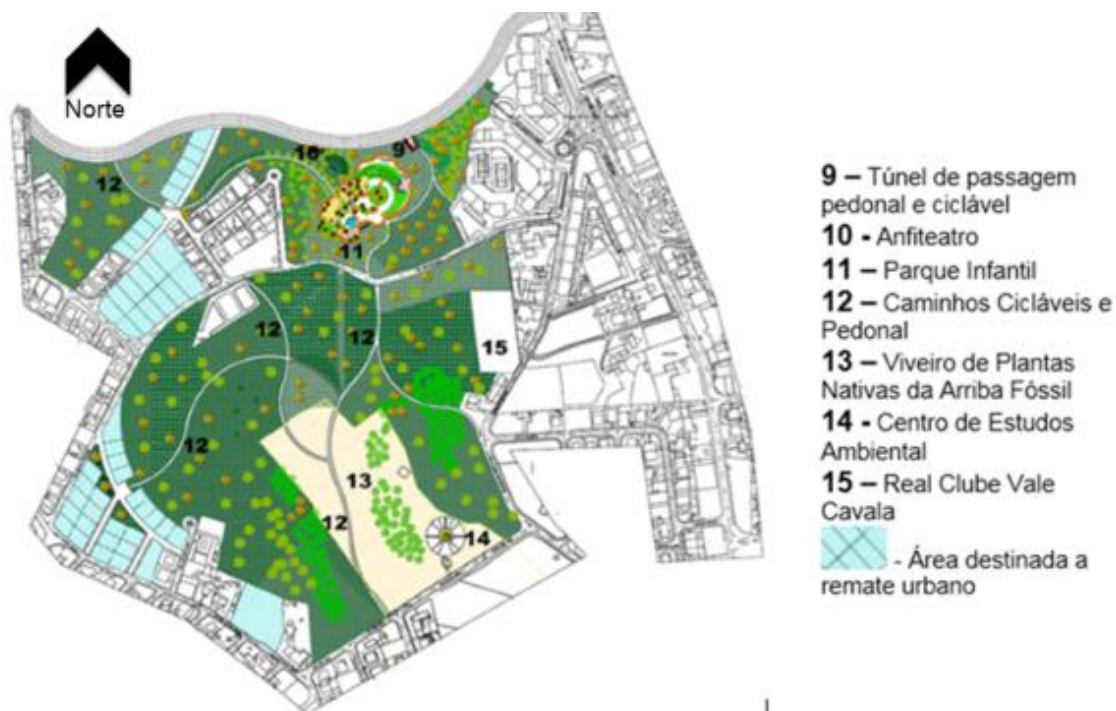 Norte
10
9
12
11
12
12
15
12
13
12
14
9 – Túnel de passagem
pedonal e ciclável
10 - Anfiteatro
11 – Parque Infantil
12 – Caminhos Cicláveis e
Pedonal
13 – Viveiro de Plantas
Nativas da Arriba Fóssil
14 - Centro de Estudos
Ambiental
15 – Real Clube Vale
Cavala
- Área destinada a
remate urbano